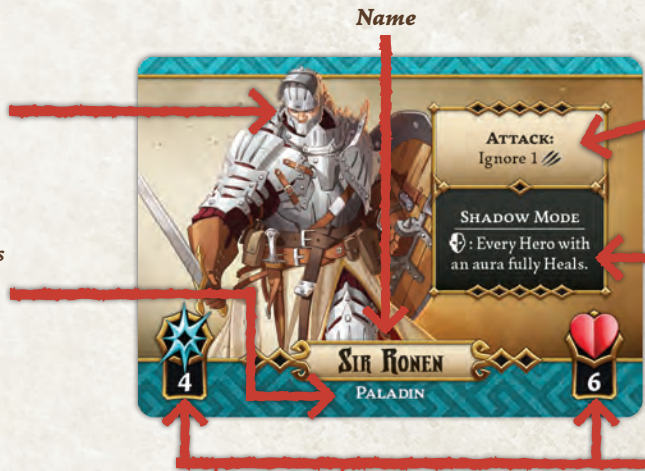 Name
ATTACK:
Ignore 1
SHADOW MODE
: Every Hero with
an aura fully Heals.
s
4
SIR RONEN
6
PALADIN